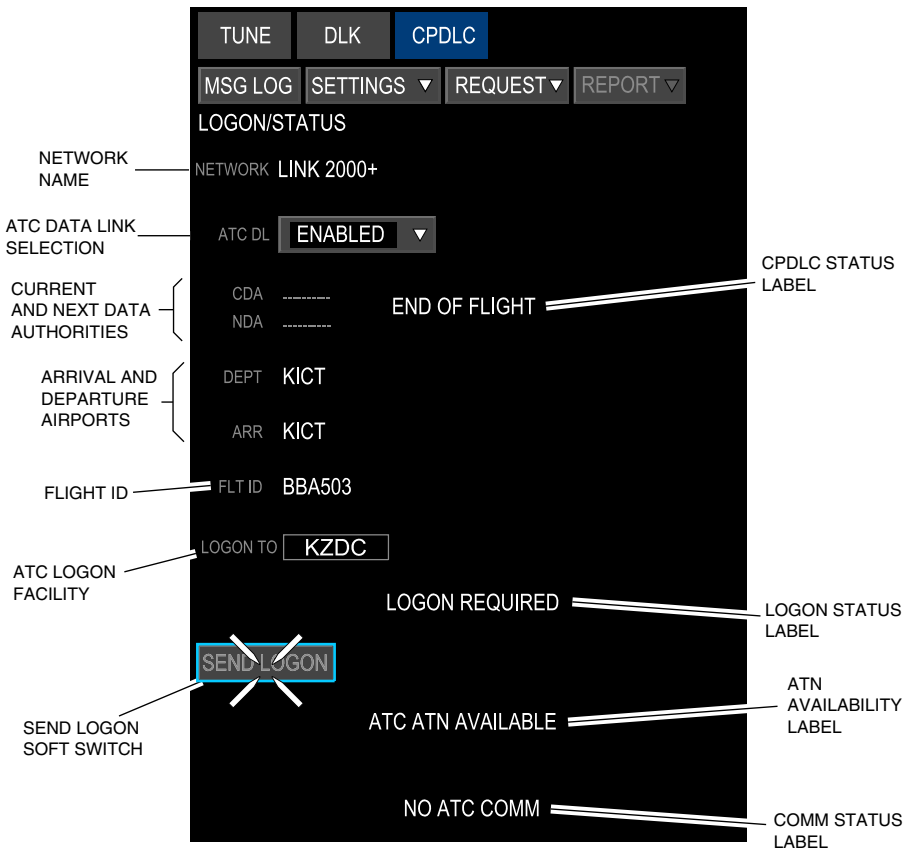 TUNE DLK CPDLC
MSG LOG SETTINGS REQUEST REPORT
LOGON/STATUS
NETWORK
NAME
NETWORK LINK 2000+
ATC DATA LINK
SELECTION
ATC DL ENABLED
CPDLC STATUS
LABEL
CURRENT
AND NEXT DATA
AUTHORITIES
CDA ---------
NDA ---------
END OF FLIGHT
ARRIVAL AND
DEPARTURE
AIRPORTS
DEPT KICT
ARR KICT
FLIGHT ID
FLT ID BBA503
LOGON TO KZDC
ATC LOGON
FACILITY
LOGON REQUIRED
LOGON STATUS
LABEL
SEND LOGON
SEND LOGON
SOFT SWITCH
ATC ATN AVAILABLE
ATN
AVAILABILITY
LABEL
NO ATC COMM
COMM STATUS
LABEL